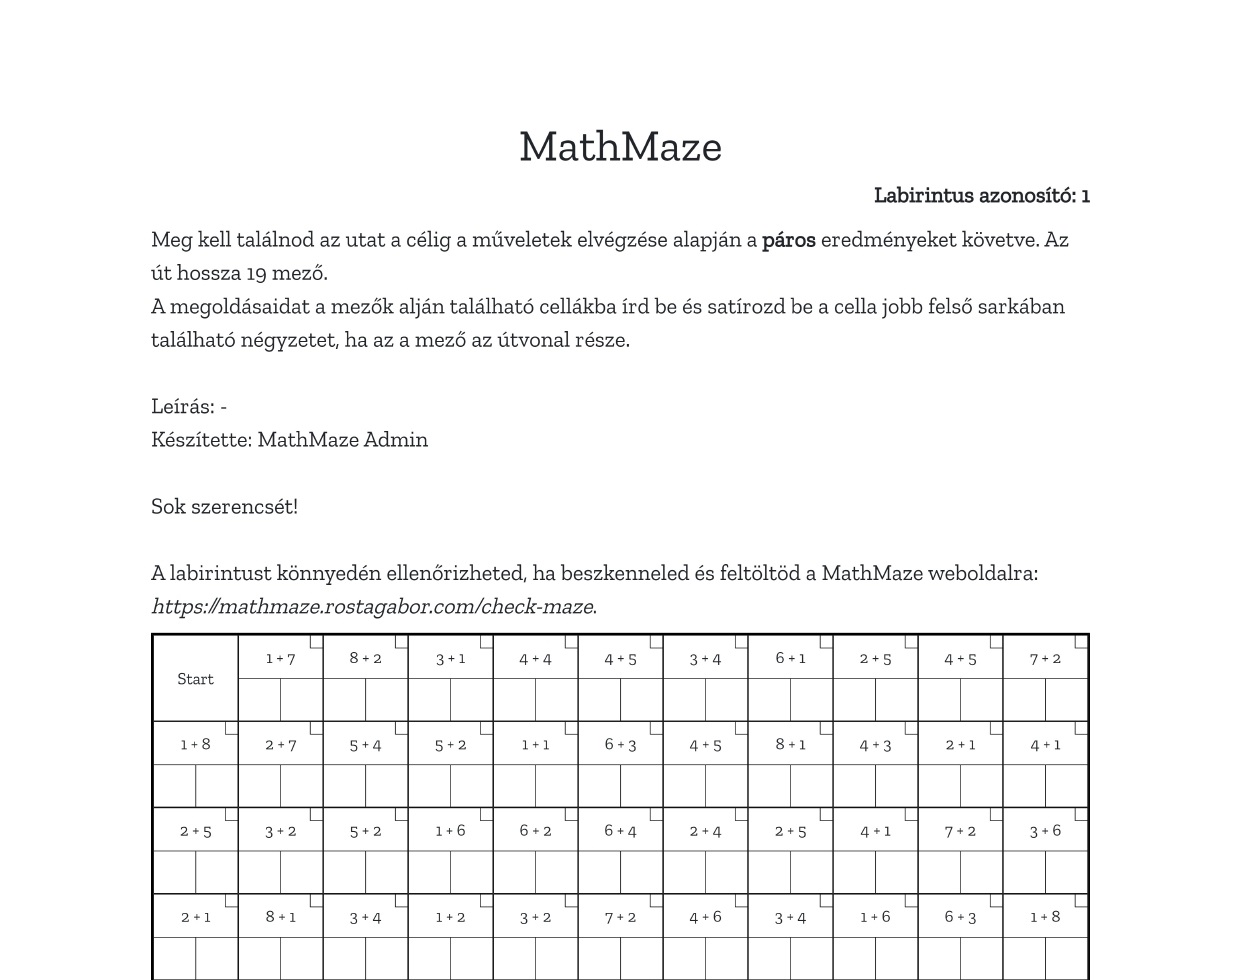 MathMaze
Labirintus azonosító: 1
Meg kell találnod az utat a célig a műveletek elvégzése alapján a páros eredményeket követve. Az
út hossza 19 mező.
A megoldásaidat a mezők alján található cellákba írd be és satírozd be a cella jobb felső sarkában
található négyzetet, ha az a mező az útvonal része.
Leírás: -
Készítette: MathMaze Admin
Sok szerencsét!
A labirintust könnyedén ellenőrizheted, ha beszkenneled és feltöltöd a MathMaze weboldalra:
https://mathmaze.rostagabor.com/check-maze.
Start 1 + 7 8 + 2 3 + 1 4 + 4 4 + 5 3 + 4 6 + 1 2 + 5 4 + 5 7 + 2
1 + 8 2 + 7 5 + 4 5 + 2 1 + 1 6 + 3 4 + 5 8 + 1 4 + 3 2 + 1 4 + 1
2 + 5 3 + 2 5 + 2 1 + 6 6 + 2 6 + 4 2 + 4 2 + 5 4 + 1 7 + 2 3 + 6
2 + 1 8 + 1 3 + 4 1 + 2 3 + 2 7 + 2 4 + 6 3 + 4 1 + 6 6 + 3 1 + 8